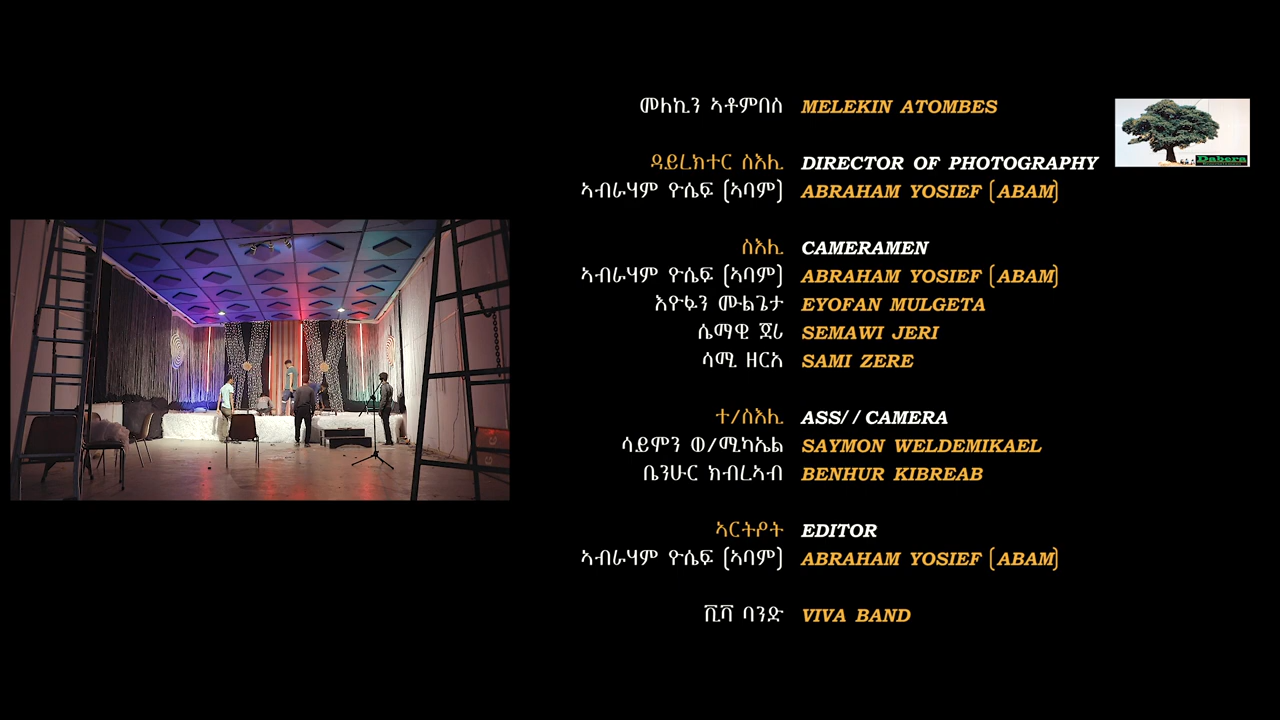 መለኪን ኣቶምበስ MELEKIN ATOMBES
ዳይረክተር ስእሊ DIRECTOR OF PHOTOGRAPHY
ኣብራሃም ዮሴፍ (ኣባም) ABRAHAM YOSIEF (ABAM)
ስእሊ CAMERAMEN
ኣብራሃም ዮሴፍ (ኣባም) ABRAHAM YOSIEF (ABAM)
እዮፋን ሙልጌታ EYOFAN MULGETA
ሴማዊ ጀሪ SEMAWI JERI
ሳሚ ዘርአ SAMI ZERE
ተ/ስእሊ ASS// CAMERA
ሳይሞን ወ/ሚካኤል SAYMON WELDEMIKAEL
ቤንሁር ክብረኣብ BENHUR KIBREAB
ኣርትዖት EDITOR
ኣብራሃም ዮሴፍ (ኣባም) ABRAHAM YOSIEF (ABAM)
ቪቫ ባንድ VIVA BAND
Dabera